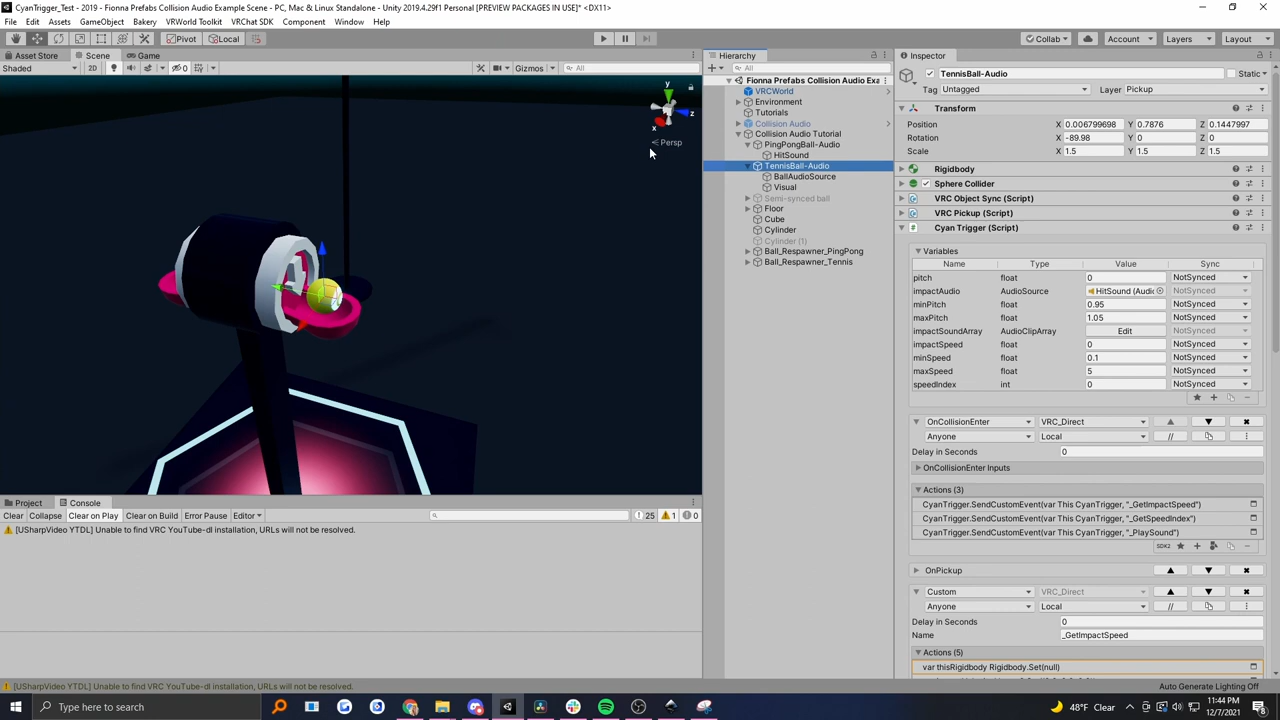 CyanTrigger_Test - 2019 - Fionna Prefabs Collision Audio Example Scene - PC, Mac & Linux Standalone - Unity 2019.4.29f1 Personal [PREVIEW PACKAGES IN USE]* <DX11>
File Edit Assets GameObject Bakery VRWorld Toolkit VRChat SDK Component Window Help
Pivot Local Collab Account Layers Layout
Asset Store Scene Game
Shaded 2D 0 Gizmos All
y
z
x
Persp
Hierarchy
All
Fionna Prefabs Collision Audio Exa
VRCWorld
Environment
Tutorials
Collision Audio
Collision Audio Tutorial
PingPongBall-Audio
HitSound
TennisBall-Audio
BallAudioSource
Visual
Semi-synced ball
Floor
Cube
Cylinder
Cylinder (1)
Ball_Respawner_PingPong
Ball_Respawner_Tennis
Inspector
TennisBall-Audio Static
Tag Untagged Layer Pickup
Transform
Position X 0.006799698 Y 0.7876 Z 0.1447997
Rotation X -89.98 Y 0 Z 0
Scale X 1.5 Y 1.5 Z 1.5
Rigidbody
Sphere Collider
VRC Object Sync (Script)
VRC Pickup (Script)
Cyan Trigger (Script)
Variables
Name Type Value Sync
pitch float 0 NotSynced
impactAudio AudioSource HitSound (Audio NotSynced
minPitch float 0.95 NotSynced
maxPitch float 1.05 NotSynced
impactSoundArray AudioClipArray Edit NotSynced
impactSpeed float 0 NotSynced
minSpeed float 0.1 NotSynced
maxSpeed float 5 NotSynced
speedIndex int 0 NotSynced
OnCollisionEnter VRC_Direct
Anyone Local //
Delay in Seconds 0
OnCollisionEnter Inputs
Actions (3)
CyanTrigger.SendCustomEvent(var This CyanTrigger, "_GetImpactSpeed")
CyanTrigger.SendCustomEvent(var This CyanTrigger, "_GetSpeedIndex")
CyanTrigger.SendCustomEvent(var This CyanTrigger, "_PlaySound")
SDK2
OnPickup
Custom VRC_Direct
Anyone Local //
Delay in Seconds 0
Name _GetImpactSpeed
Actions (5)
var thisRigidbody Rigidbody.Set(null)
Project Console
Clear Collapse Clear on Play Clear on Build Error Pause Editor 25 1 0
[USharpVideo YTDL] Unable to find VRC YouTube-dl installation, URLs will not be resolved.
[USharpVideo YTDL] Unable to find VRC YouTube-dl installation, URLs will not be resolved.
Auto Generate Lighting Off
Type here to search
48°F Clear
11:44 PM
12/7/2021